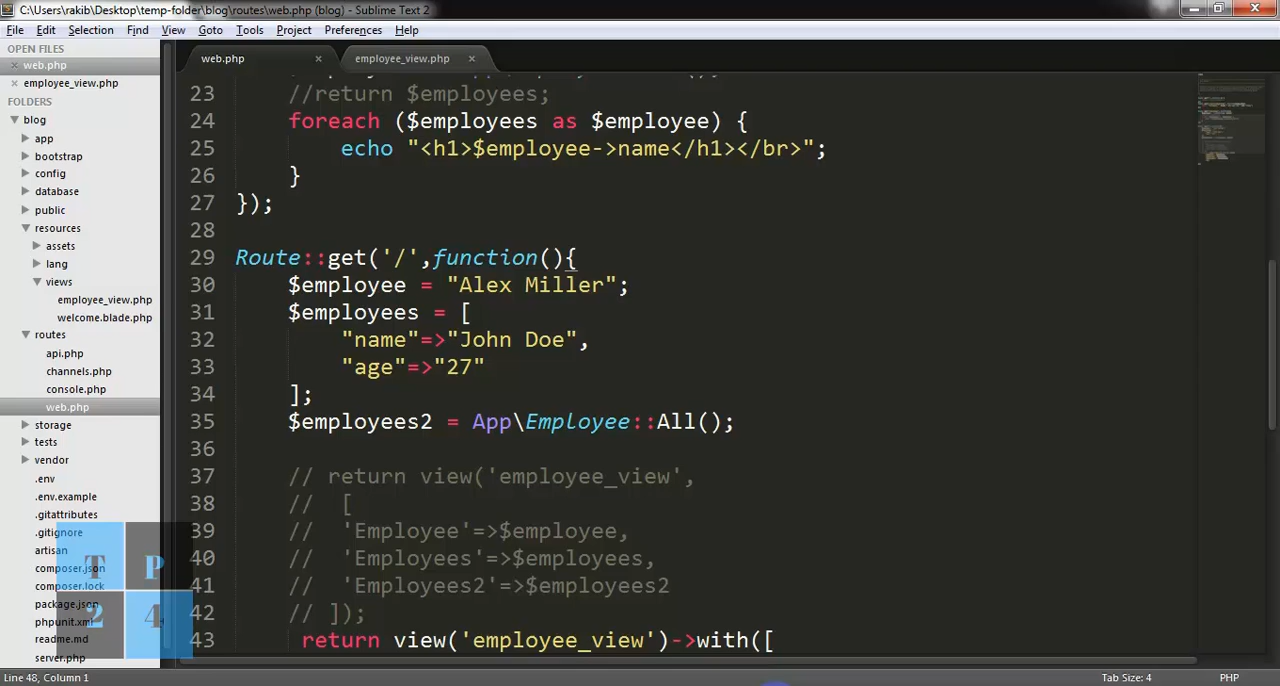 C:\Users\rakib\Desktop\temp-folder\blog\routes\web.php (blog) - Sublime Text 2
File Edit Selection Find View Goto Tools Project Preferences Help
OPEN FILES
web.php
employee_view.php
FOLDERS
blog
app
bootstrap
config
database
public
resources
assets
lang
views
employee_view.php
welcome.blade.php
routes
api.php
channels.php
console.php
web.php
storage
tests
vendor
.env
.env.example
.gitattributes
.gitignore
artisan
composer.json
composer.lock
package.json
phpunit.xml
readme.md
server.php
T P
2 4
web.php employee_view.php
23 //return $employees;
24 foreach ($employees as $employee) {
25 echo "<h1>$employee->name</h1></br>";
26 }
27 });
28
29 Route::get('/',function(){
30 $employee = "Alex Miller";
31 $employees = [
32 "name"=>"John Doe",
33 "age"=>"27"
34 ];
35 $employees2 = App\Employee::All();
36
37 // return view('employee_view',
38 // [
39 // 'Employee'=>$employee,
40 // 'Employees'=>$employees,
41 // 'Employees2'=>$employees2
42 // ]);
43 return view('employee_view')->with([
Line 48, Column 1 Tab Size: 4 PHP